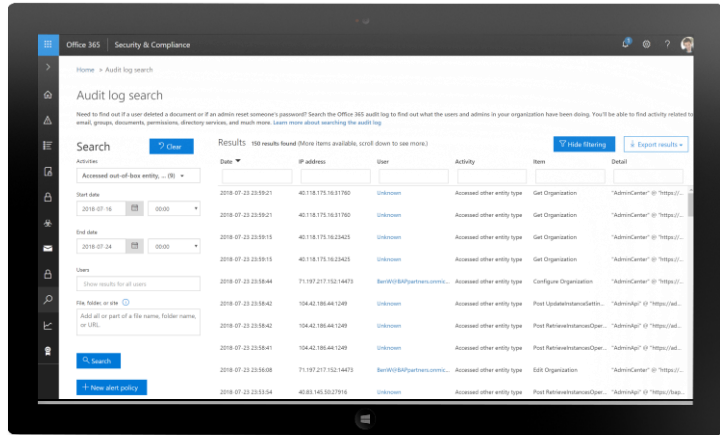 Office 365 Security & Compliance
Home > Audit log search
Audit log search
Need to find out if a user deleted a document or if an admin reset someone's password? Search the Office 365 audit log to find out what the users and admins in your organization have been doing. You'll be able to find activity related to
email, groups, documents, permissions, directory services, and much more. Learn more about searching the audit log
Search
Clear
Activities
Accessed out-of-box entity, ... (9)
Start date
2018-07-16 00:00
End date
2018-07-24 00:00
Users
Show results for all users
File, folder, or site
Add all or part of a file name, folder name,
or URL.
Search
+ New alert policy
Results 150 results found (More items available, scroll down to see more.)
Hide filtering
Export results
Date IP address User Activity Item Detail
2018-07-23 23:59:21 40.118.175.16:31760 Unknown Accessed other entity type Get Organization "AdminCenter" @ "https://...
2018-07-23 23:59:21 40.118.175.16:31760 Unknown Accessed other entity type Get Organization "AdminCenter" @ "https://...
2018-07-23 23:59:15 40.118.175.16:23425 Unknown Accessed other entity type Get Organization "AdminCenter" @ "https://...
2018-07-23 23:59:15 40.118.175.16:23425 Unknown Accessed other entity type Get Organization "AdminCenter" @ "https://...
2018-07-23 23:58:44 71.197.217.152:14473 BenW@BAPpartners.onmic... Accessed other entity type Configure Organization "AdminCenter" @ "https://...
2018-07-23 23:58:42 104.42.186.44:1249 Unknown Accessed other entity type Post UpdateInstanceSettin... "AdminApi" @ "https://ad...
2018-07-23 23:58:42 104.42.186.44:1249 Unknown Accessed other entity type Post RetrieveInstancesOper... "AdminApi" @ "https://ad...
2018-07-23 23:58:41 104.42.186.44:1249 Unknown Accessed other entity type Post RetrieveInstancesOper... "AdminApi" @ "https://ad...
2018-07-23 23:56:08 71.197.217.152:14473 BenW@BAPpartners.onmic... Accessed other entity type Edit Organization "AdminCenter" @ "https://...
2018-07-23 23:53:54 40.83.145.50:27916 Unknown Accessed other entity type Post RetrieveInstancesOper... "AdminApi" @ "https://bap...